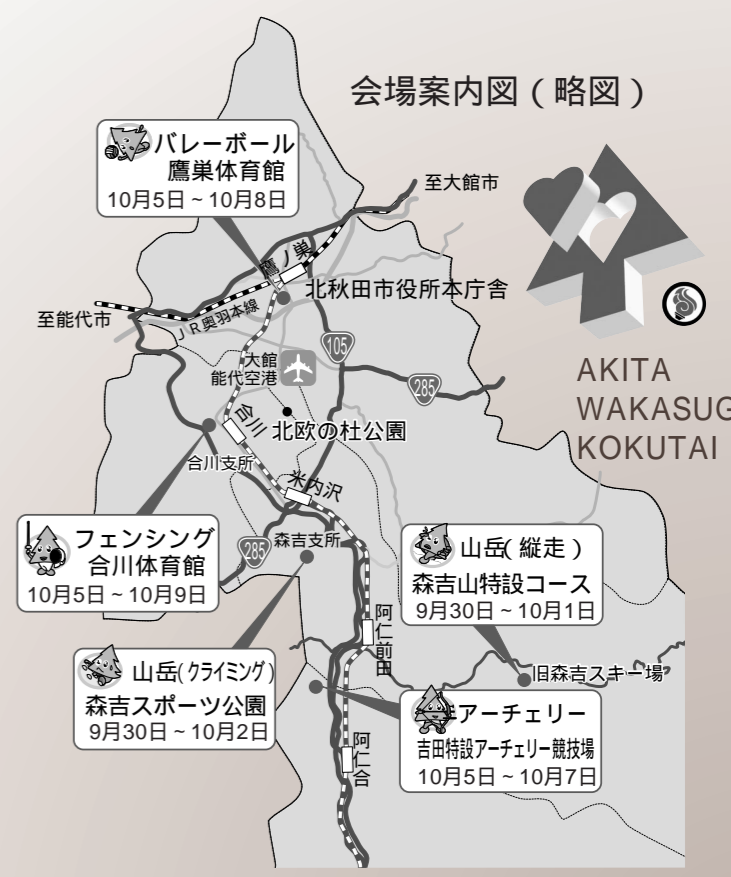 会場案内図（略図）
バレーボール
鷹巣体育館
10月5日～10月8日
至大館市
鷹ノ巣
北秋田市役所本庁舎
至能代市
ＪＲ奥羽本線
105
大館
能代空港
285
AKITA
WAKASUG
KOKUTAI
合川
北欧の杜公園
合川支所
米内沢
フェンシング
合川体育館
10月5日～10月9日
285
森吉支所
山岳（縦走）
森吉山特設コース
9月30日～10月1日
阿仁前田
山岳(クライミング)
森吉スポーツ公園
9月30日～10月2日
旧森吉スキー場
アーチェリー
吉田特設アーチェリー競技場
10月5日～10月7日
阿仁合